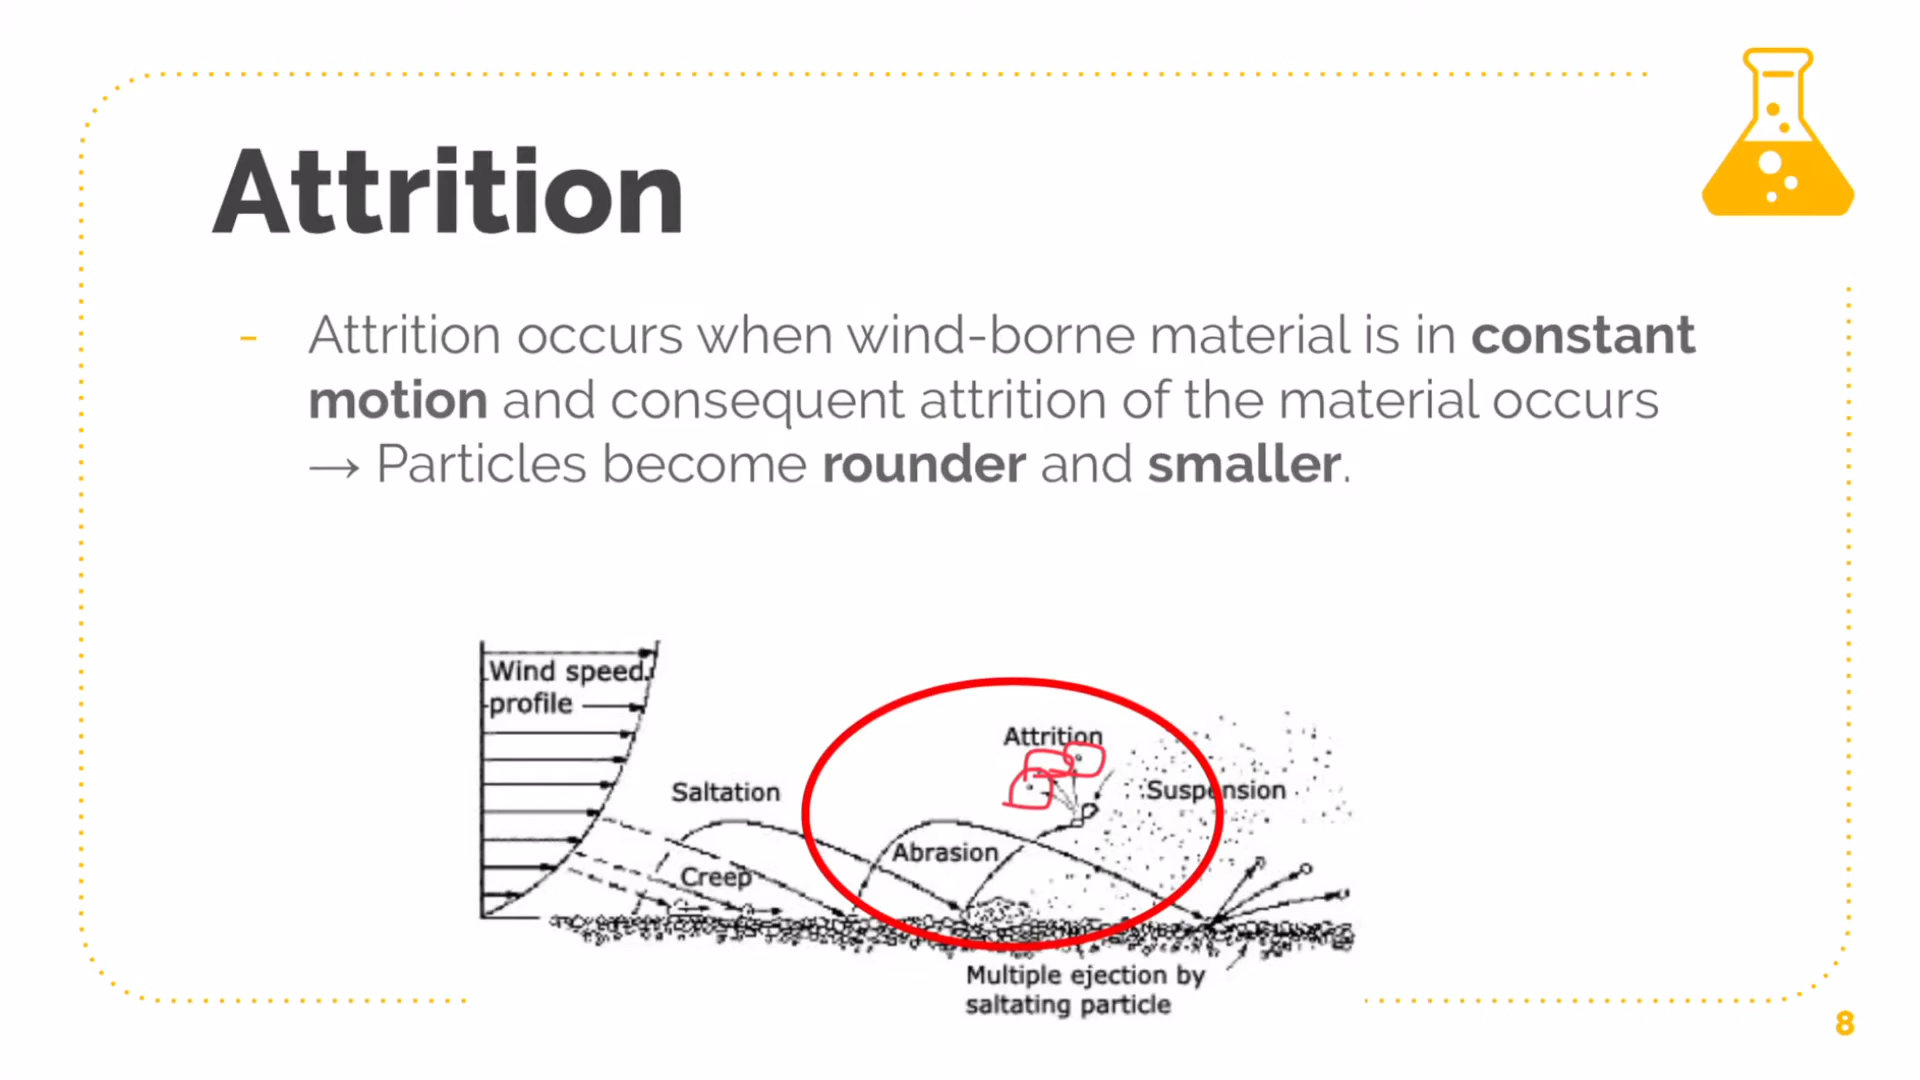 Attrition
- Attrition occurs when wind-borne material is in constant
motion and consequent attrition of the material occurs
→ Particles become rounder and smaller.
Wind speed
profile
Attrition
Saltation
Suspension
Abrasion
Creep
Multiple ejection by
saltating particle
8